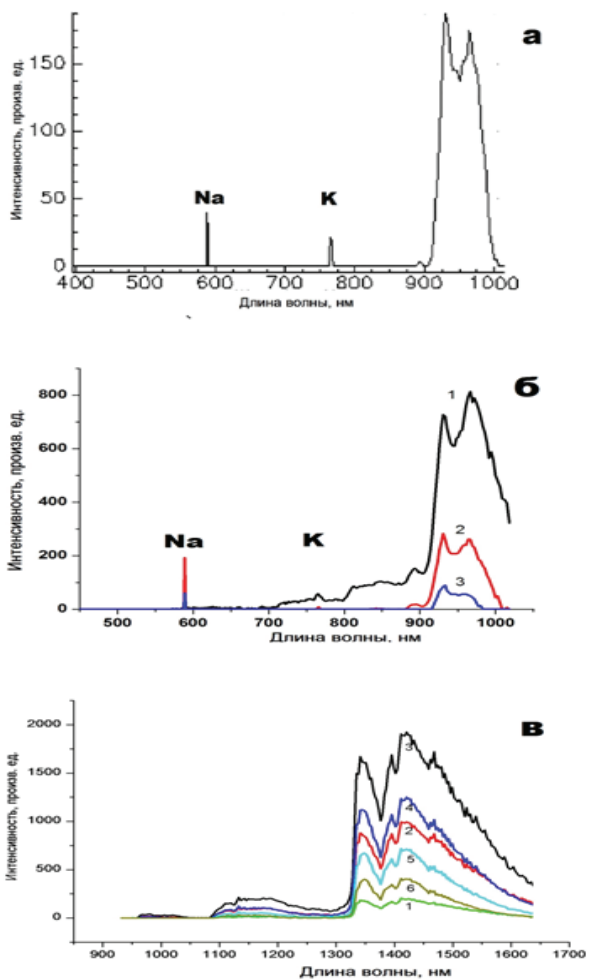 а
Интенсивность, произв. ед.
150
100
50
0
Na
K
400 500 600 700 800 900 1000
Длина волны, нм
б
Интенсивность, произв. ед.
800
600
400
200
0
1
2
3
Na
K
500 600 700 800 900 1000
Длина волны, нм
в
Интенсивность, произв. ед.
2000
1500
1000
500
0
3
4
2
5
6
1
900 1000 1100 1200 1300 1400 1500 1600 1700
Длина волны, нм